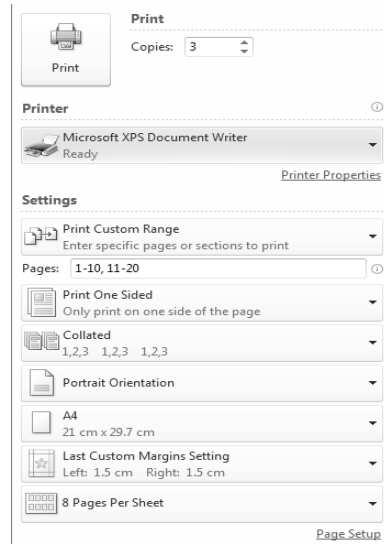 Print
Copies: 3
Print
Printer
Microsoft XPS Document Writer
Ready
Printer Properties
Settings
Print Custom Range
Enter specific pages or sections to print
Pages: 1-10, 11-20
Print One Sided
Only print on one side of the page
Collated
1,2,3 1,2,3 1,2,3
Portrait Orientation
A4
21 cm x 29.7 cm
Last Custom Margins Setting
Left: 1.5 cm Right: 1.5 cm
8 Pages Per Sheet
Page Setup